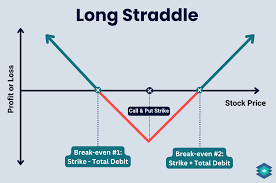 Long Straddle
Profit or Loss
Call & Put Strike
Stock Price
Break-even #1:
Strike - Total Debit
Break-even #2:
Strike + Total Debit